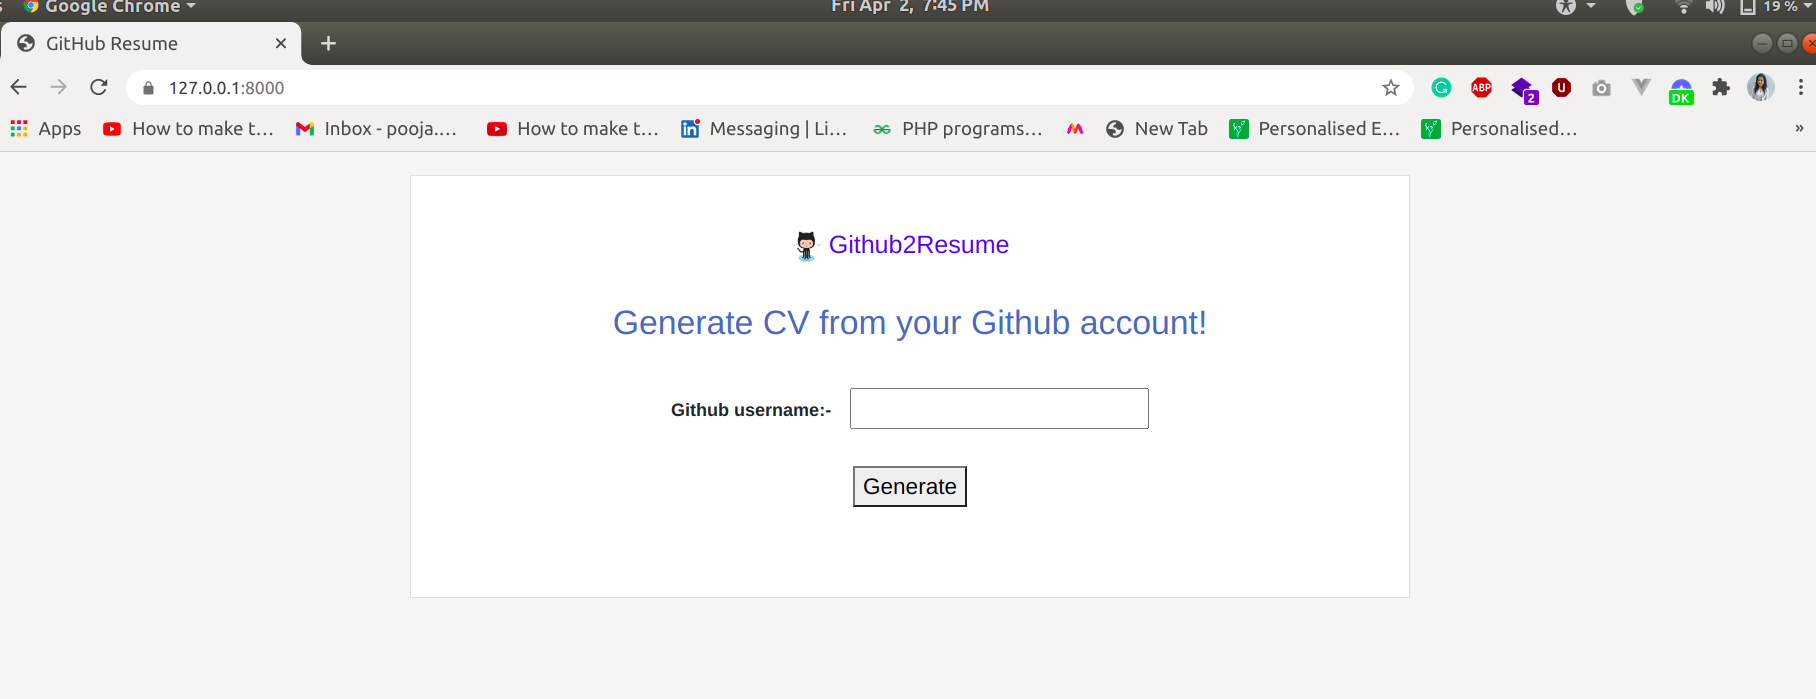 Google Chrome
Fri Apr 2, 7:45 PM
19 %
GitHub Resume
127.0.0.1:8000
ABP
2
U
DK
Apps
How to make t...
Inbox - pooja....
How to make t...
Messaging | Li...
PHP programs...
New Tab
Personalised E...
Personalised...
»
Github2Resume
Generate CV from your Github account!
Github username:-
Generate